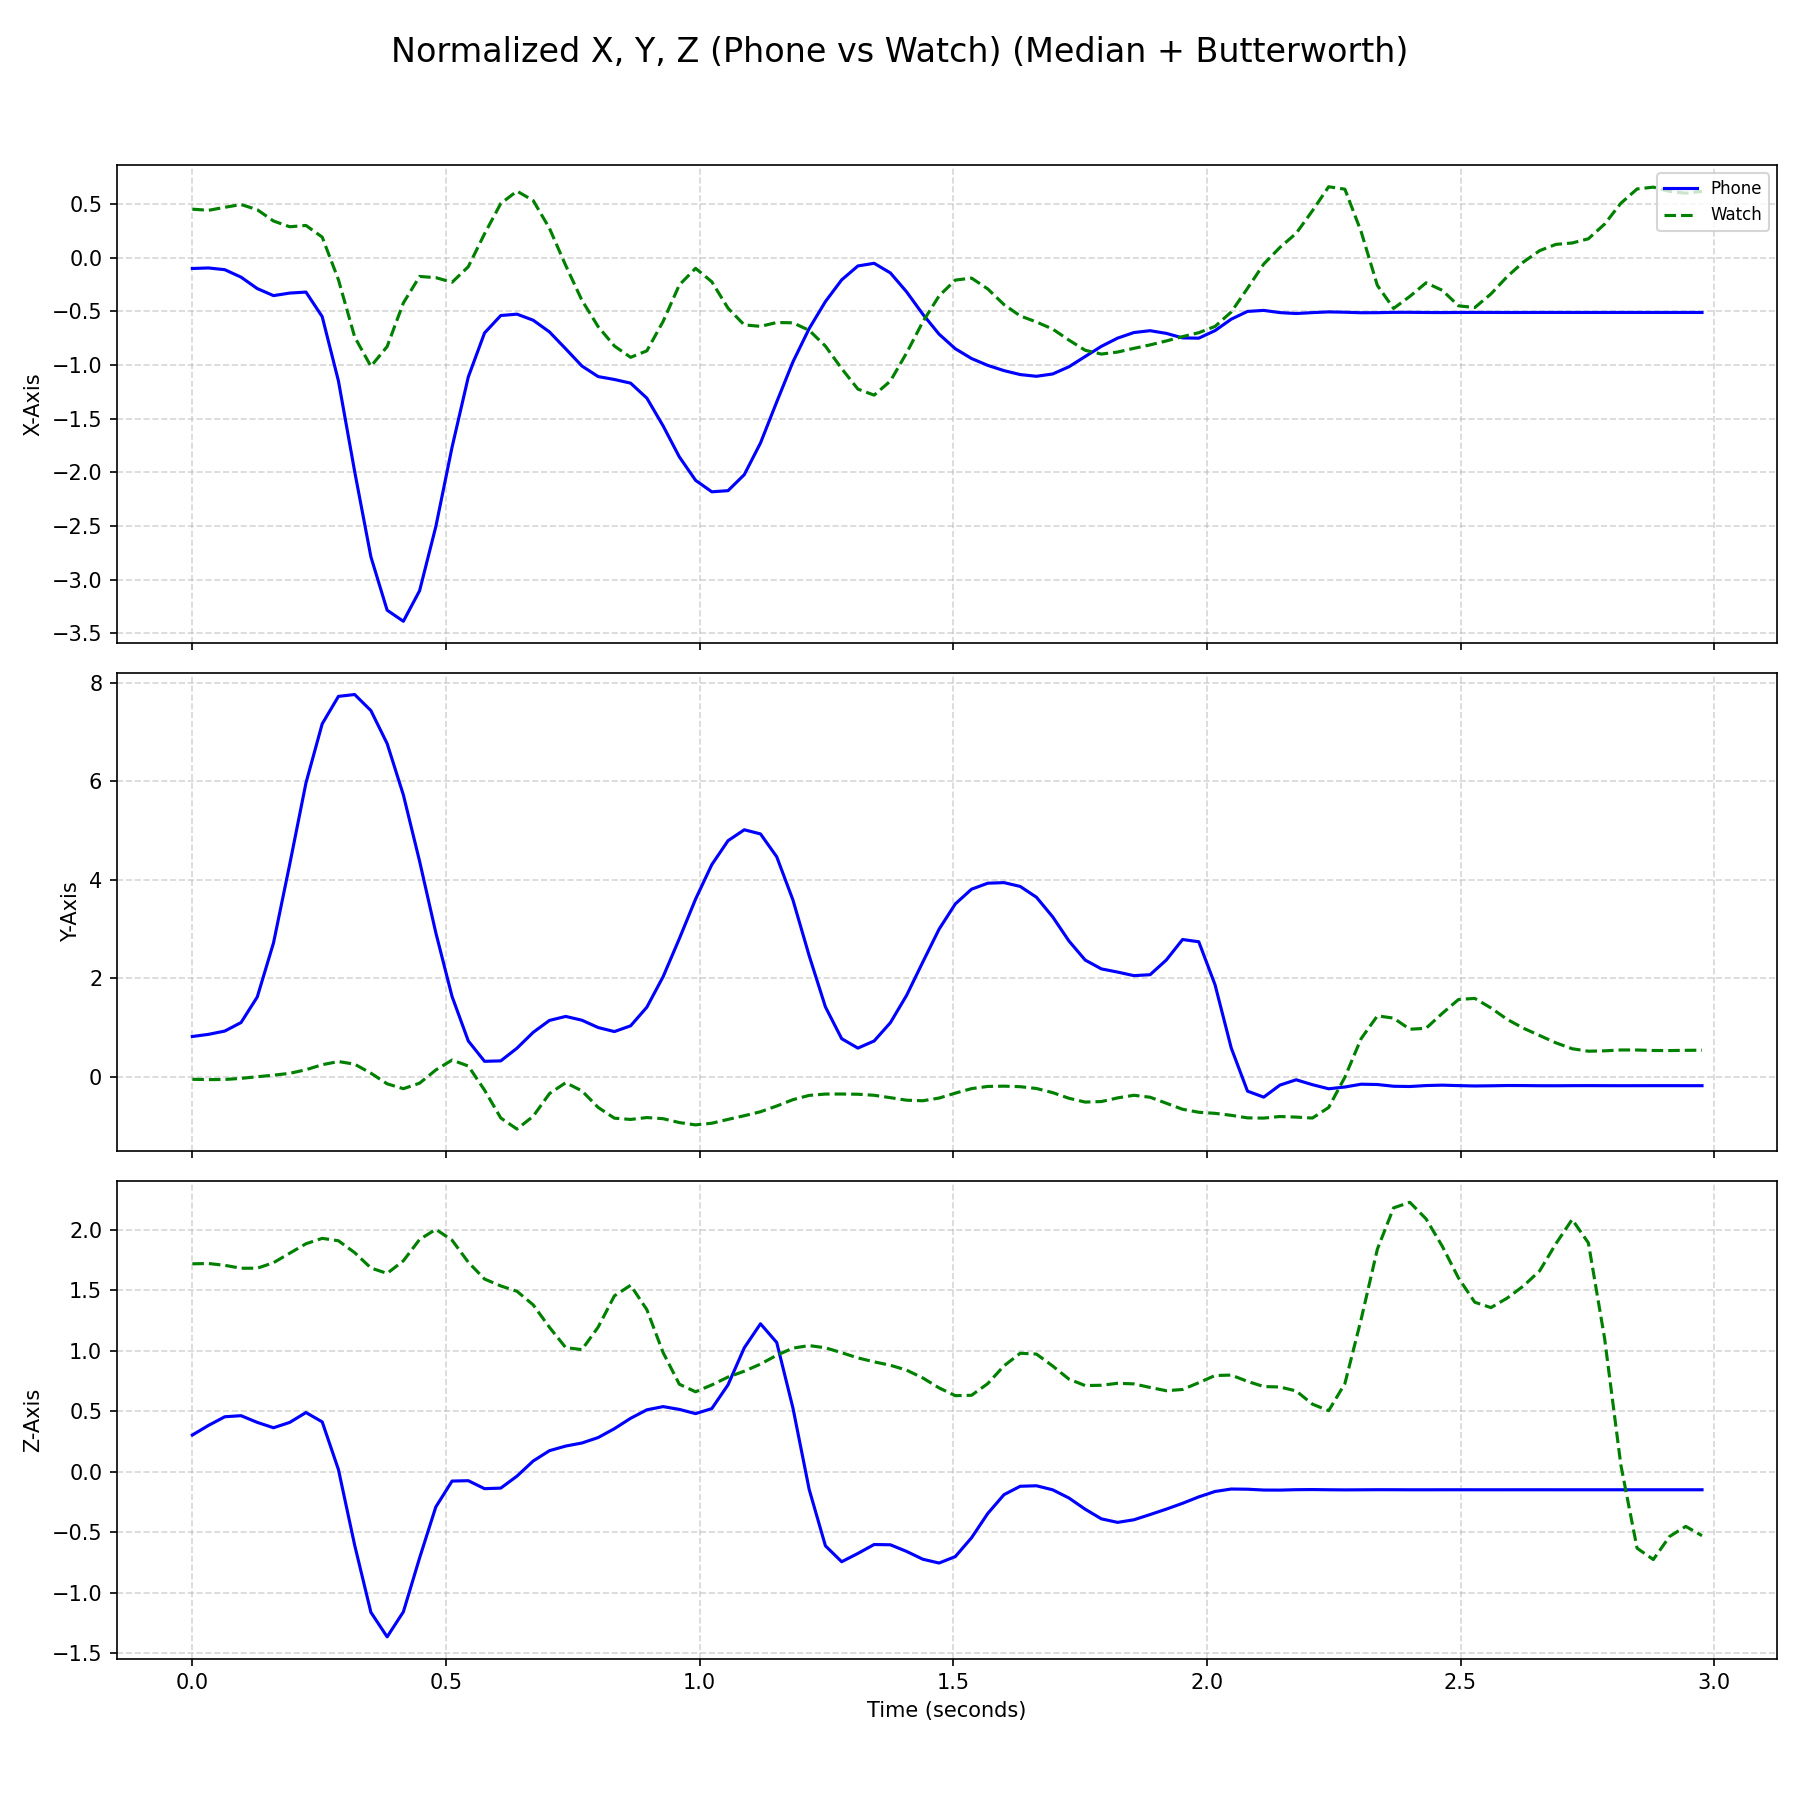 Normalized X, Y, Z (Phone vs Watch) (Median + Butterworth)
Phone
Watch
X-Axis
0.5
0.0
−0.5
−1.0
−1.5
−2.0
−2.5
−3.0
−3.5
Y-Axis
8
6
4
2
0
Z-Axis
2.0
1.5
1.0
0.5
0.0
−0.5
−1.0
−1.5
0.0 0.5 1.0 1.5 2.0 2.5 3.0
Time (seconds)